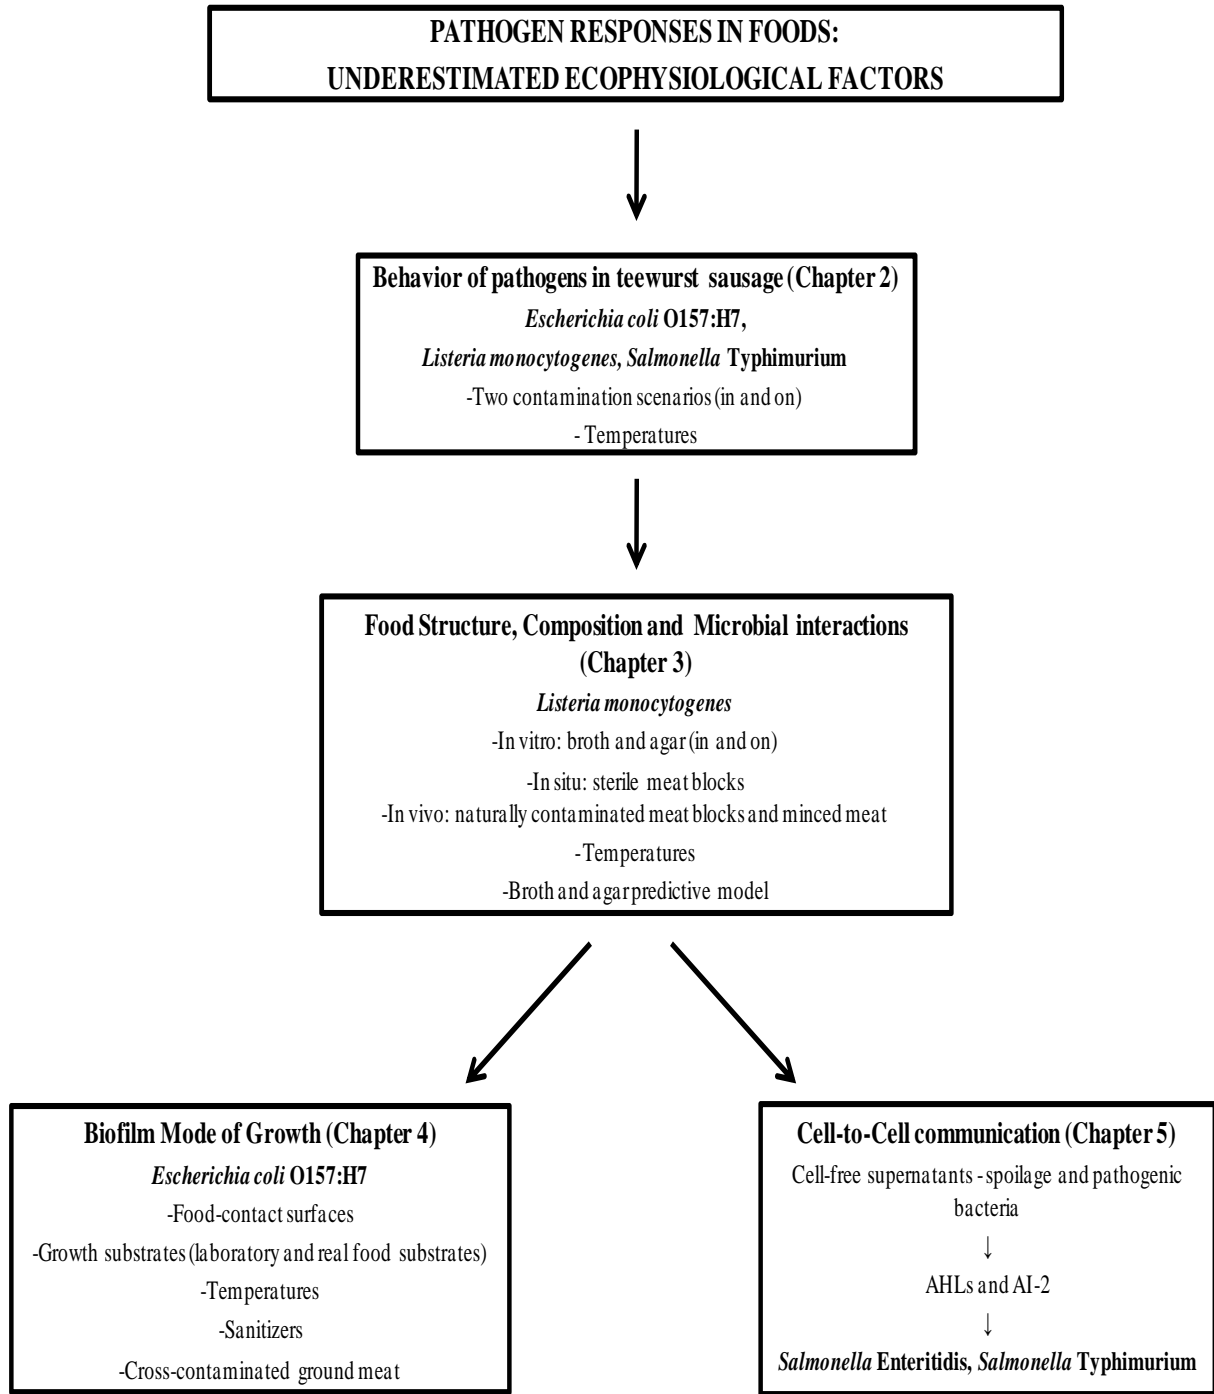 PATHOGEN RESPONSES IN FOODS:
UNDERESTIMATED ECOPHYSIOLOGICAL FACTORS
Behavior of pathogens in teewurst sausage (Chapter 2)
Escherichia coli O157:H7,
Listeria monocytogenes, Salmonella Typhimurium
-Two contamination scenarios (in and on)
- Temperatures
Food Structure, Composition and Microbial interactions
(Chapter 3)
Listeria monocytogenes
-In vitro: broth and agar (in and on)
-In situ: sterile meat blocks
-In vivo: naturally contaminated meat blocks and minced meat
-Temperatures
-Broth and agar predictive model
Biofilm Mode of Growth (Chapter 4)
Escherichia coli O157:H7
-Food-contact surfaces
-Growth substrates (laboratory and real food substrates)
-Temperatures
-Sanitizers
-Cross-contaminated ground meat
Cell-to-Cell communication (Chapter 5)
Cell-free supernatants - spoilage and pathogenic
bacteria
↓
AHLs and AI-2
↓
Salmonella Enteritidis, Salmonella Typhimurium